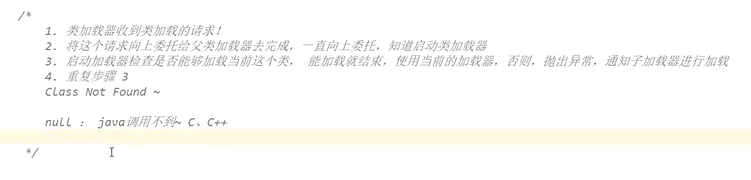 /*
1. 类加载器收到类加载的请求！
2. 将这个请求向上委托给父类加载器去完成，一直向上委托，知道启动类加载器
3. 启动加载器检查是否能够加载当前这个类， 能加载就结束，使用当前的加载器，否则，抛出异常，通知子加载器进行加载
4. 重复步骤 3
Class Not Found ~
null : java调用不到~ C、C++
*/